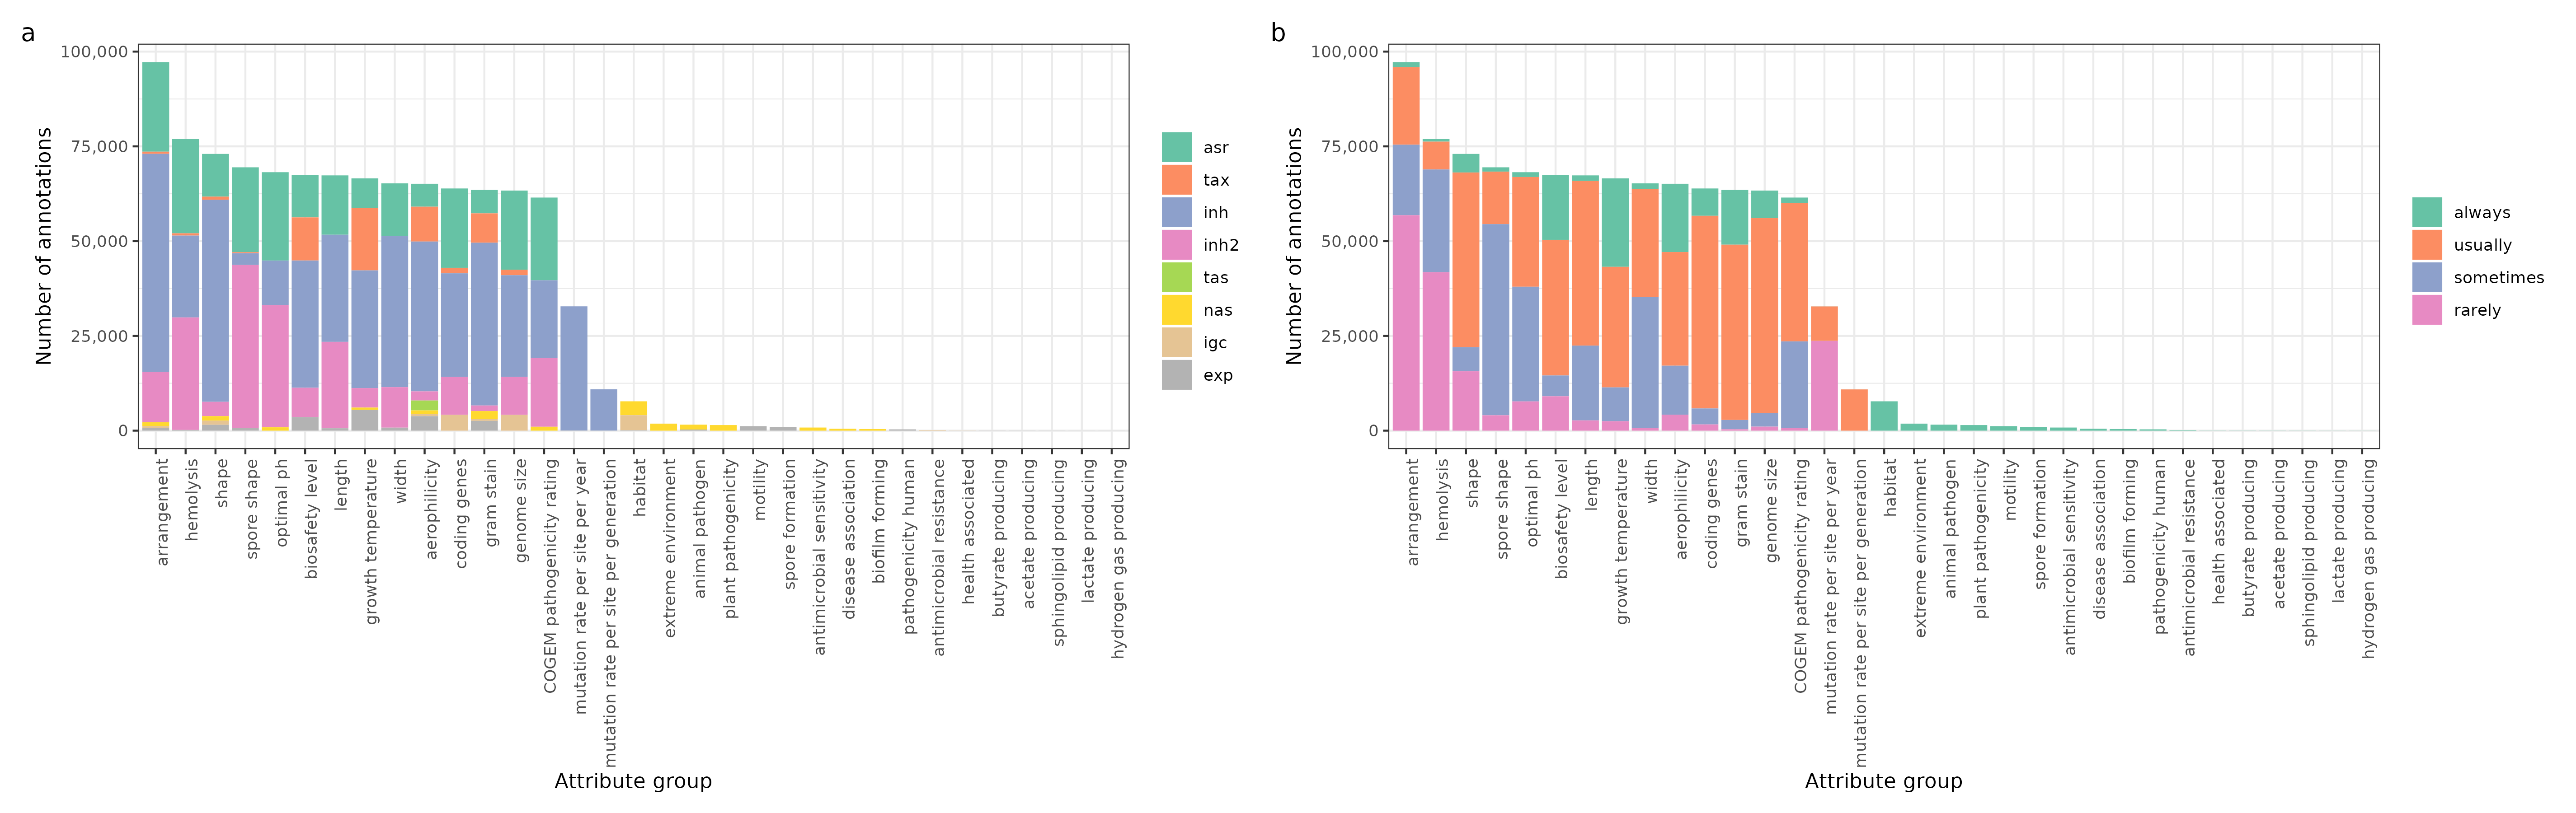 a
100,000
75,000
50,000
25,000
0
Number of annotations
arrangement
hemolysis
shape
spore shape
optimal ph
biosafety level
length
growth temperature
width
aerophilicity
coding genes
gram stain
genome size
COGEM pathogenicity rating
mutation rate per site per year
mutation rate per site per generation
habitat
extreme environment
animal pathogen
plant pathogenicity
motility
spore formation
antimicrobial sensitivity
disease association
biofilm forming
pathogenicity human
antimicrobial resistance
health associated
butyrate producing
acetate producing
sphingolipid producing
lactate producing
hydrogen gas producing
Attribute group
asr
tax
inh
inh2
tas
nas
igc
exp
b
100,000
75,000
50,000
25,000
0
Number of annotations
arrangement
hemolysis
shape
spore shape
optimal ph
biosafety level
length
growth temperature
width
aerophilicity
coding genes
gram stain
genome size
COGEM pathogenicity rating
mutation rate per site per year
mutation rate per site per generation
habitat
extreme environment
animal pathogen
plant pathogenicity
motility
spore formation
antimicrobial sensitivity
disease association
biofilm forming
pathogenicity human
antimicrobial resistance
health associated
butyrate producing
acetate producing
sphingolipid producing
lactate producing
hydrogen gas producing
Attribute group
always
usually
sometimes
rarely